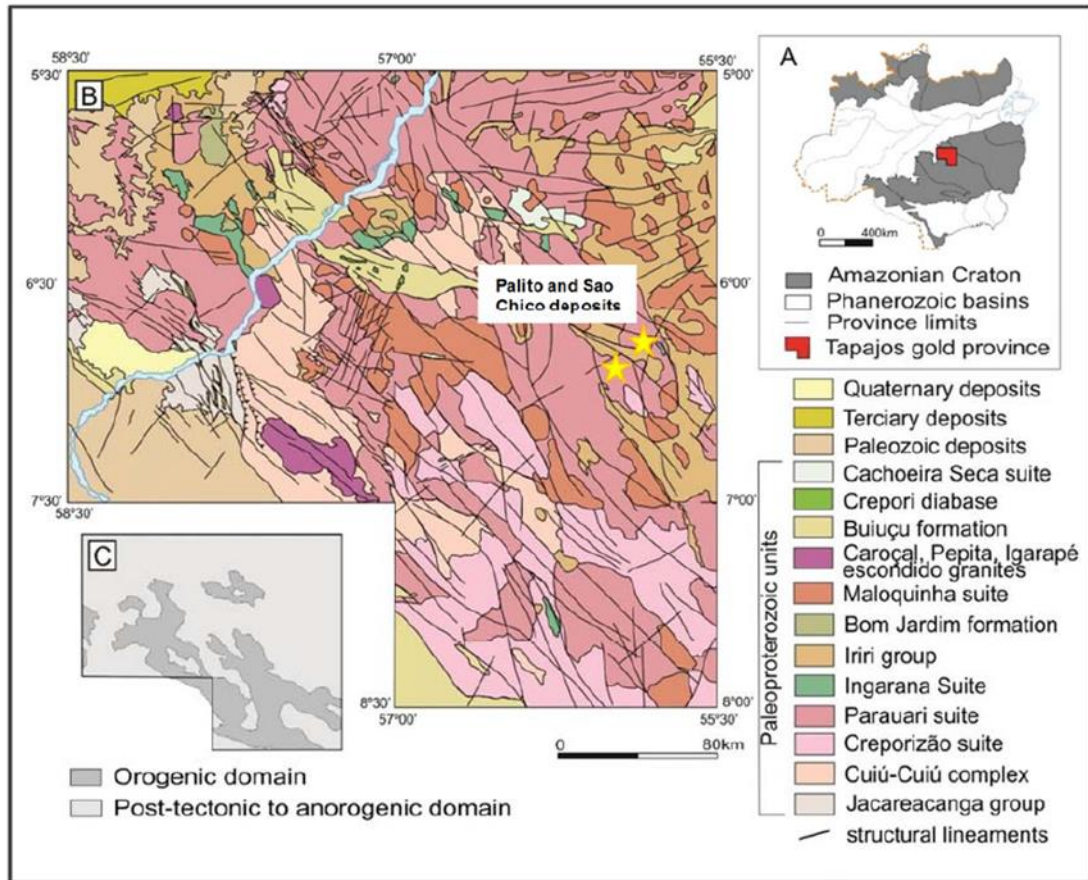 58°30'
57°00'
55°30'
5°30'
5°00'
B
6°30'
6°00'
Palito and Sao
Chico deposits
7°30'
7°00'
58°30'
8°30'
8°00'
57°00'
55°30'
0 80km
C
Orogenic domain
Post-tectonic to anorogenic domain
A
0 400km
Amazonian Craton
Phanerozoic basins
Province limits
Tapajos gold province
Quaternary deposits
Terciary deposits
Paleozoic deposits
Paleoproterozoic units
Cachoeira Seca suite
Crepori diabase
Buiuçu formation
Caroçal, Pepita, Igarapé
escondido granites
Maloquinha suite
Bom Jardim formation
Iriri group
Ingarana Suite
Parauari suite
Creporizão suite
Cuiú-Cuiú complex
Jacareacanga group
structural lineaments